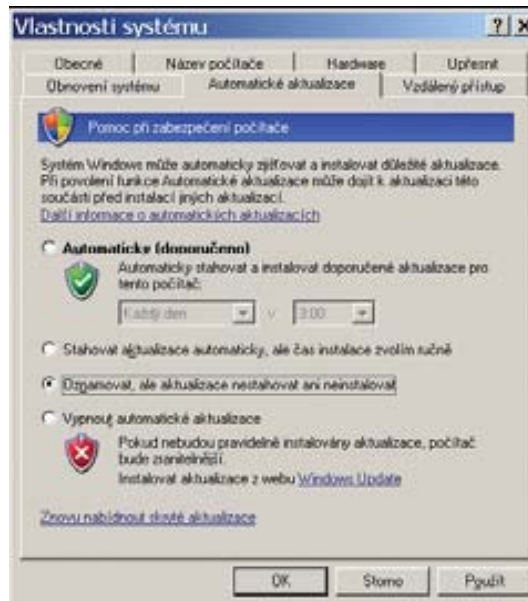 Vlastnosti systému
Obecné Název počítače Hardware Upřesnit
Obnovení systému Automatické aktualizace Vzdálený přístup
Pomoc při zabezpečení počítače
Systém Windows může automaticky zjišťovat a instalovat důležité aktualizace.
Při povolení funkce Automatické aktualizace může dojít k aktualizaci této
součásti před instalací jiných aktualizací.
Další informace o automatických aktualizacích
Automaticky (doporučeno)
Automaticky stahovat a instalovat doporučené aktualizace pro
tento počítač:
Každý den v 3:00
Stahovat aktualizace automaticky, ale čas instalace zvolím ručně
Oznamovat, ale aktualizace nestahovat ani neinstalovat
Vypnout automatické aktualizace
Pokud nebudou pravidelně instalovány aktualizace, počítač
bude zranitelnější.
Instalovat aktualizace z webu Windows Update
Znovu nabídnout skryté aktualizace
OK Storno Použít